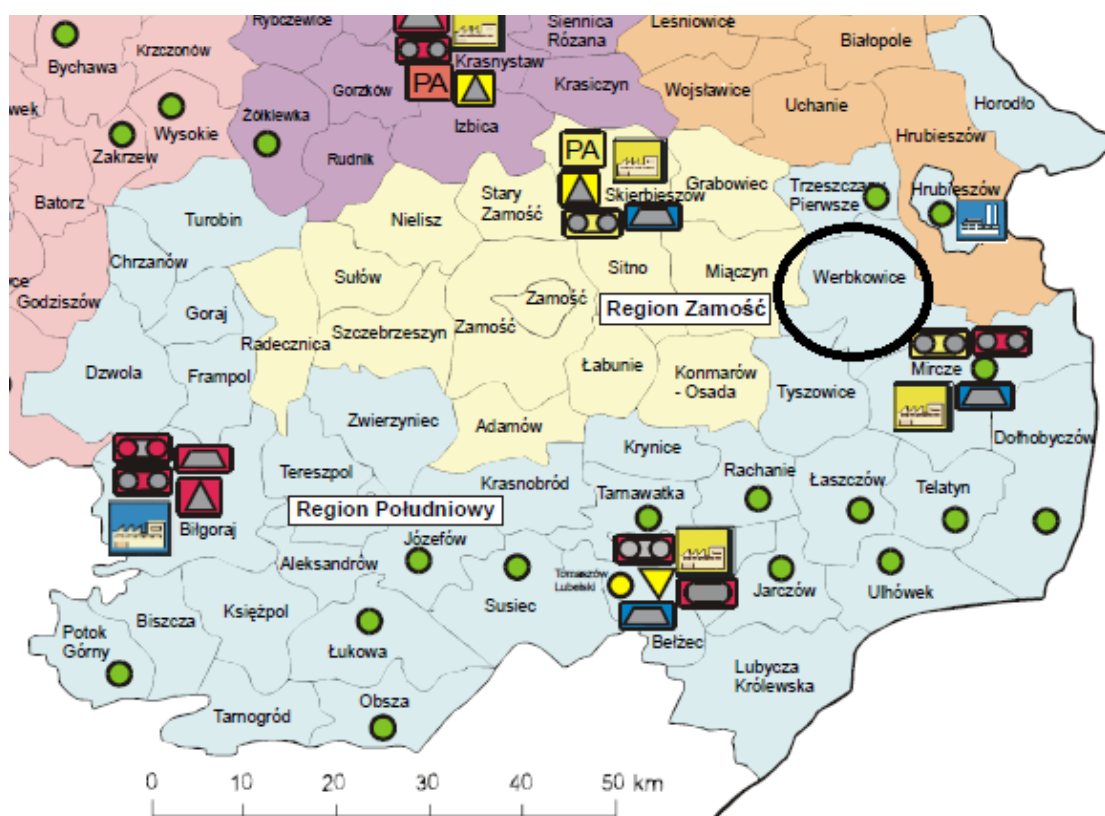 Rybczewice
Siennica
Różana
Leśniowice
Białopole
Krzczonów
Bychawa
Krasnystaw
PA
Gorzków
Krasiczyn
Wojsławice
Uchanie
Horodło
wek
Wysokie
Żółkiewka
Izbica
Hrubieszów
Zakrzew
Rudnik
PA
Batorz
Turobin
Nielisz
Stary
Zamość
Skierbieszów
Grabowiec
Trzeszczany
Pierwsze
Hrubieszów
Chrzanów
Sułów
Sitno
Miączyn
Werbkowice
ce
Godziszów
Goraj
Zamość
Region Zamość
Radecznica
Szczebrzeszyn
Zamość
Dzwola
Frampol
Łabunie
Konmarów
- Osada
Tyszowice
Mircze
Zwierzyniec
Adamów
Krynice
Dołhobyczów
Tereszpol
Krasnobród
Rachanie
Łaszczów
Telatyn
Tarnawatka
Region Południowy
Biłgoraj
Józefów
Aleksandrów
Tomaszów
Lubelski
Jarczów
Ulhówek
Księżpol
Susiec
Biszcza
Potok
Górny
Łukowa
Bełżec
Lubycza
Królewska
Tarnogród
Obsza
0 10 20 30 40 50 km